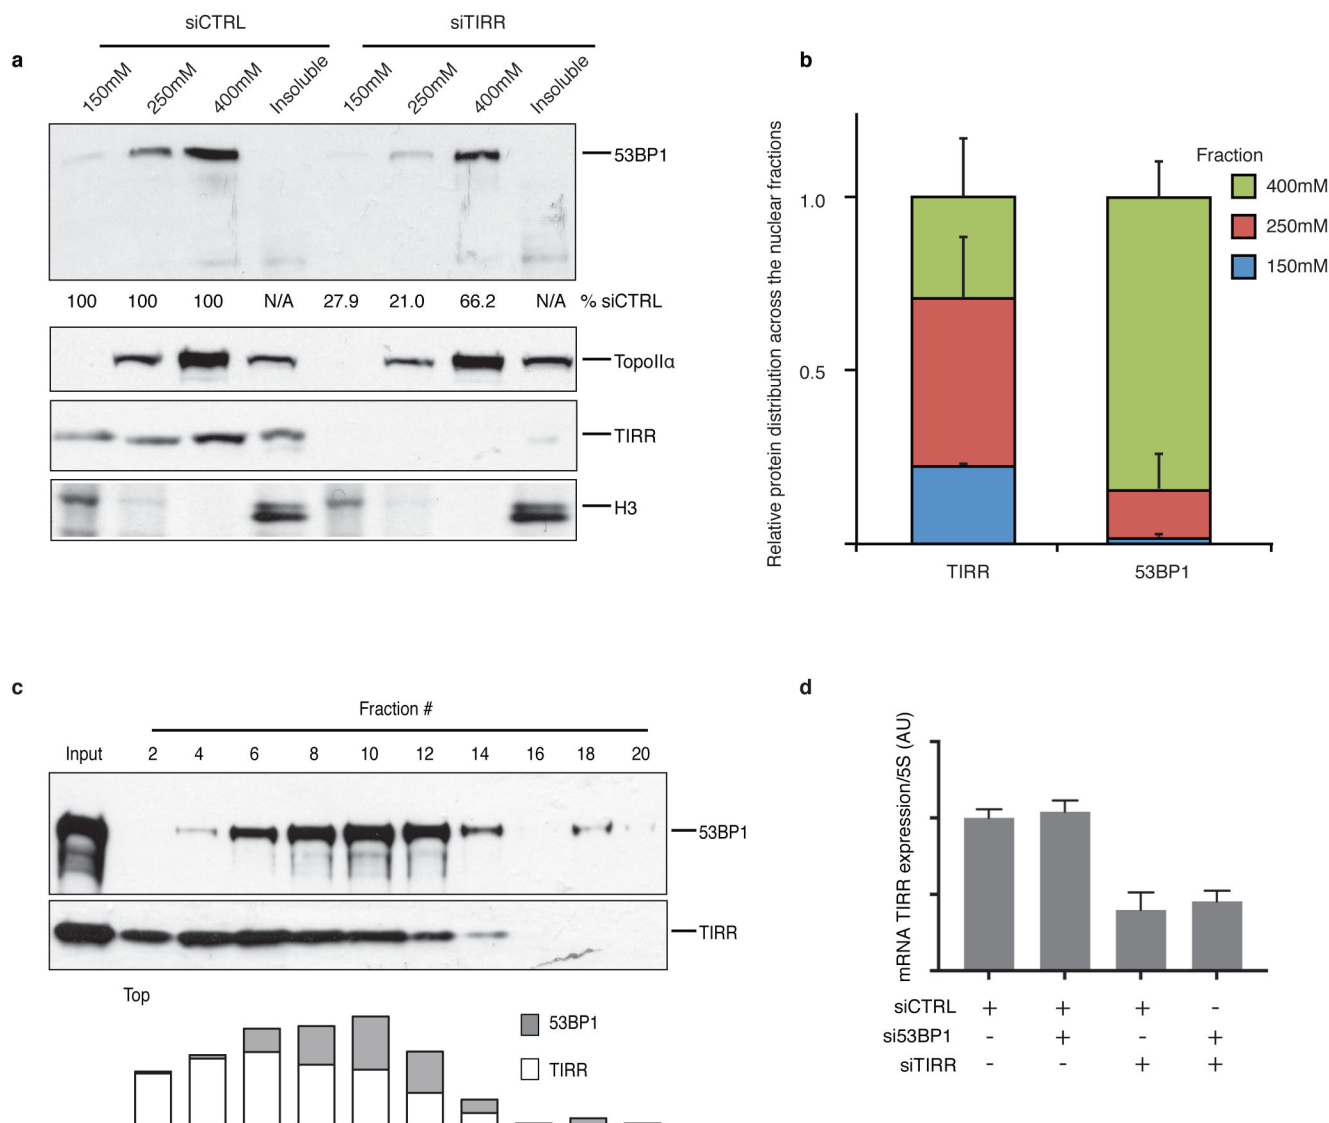 siCTRL siTIRR
a
150mM 250mM 400mM Insoluble 150mM 250mM 400mM Insoluble
53BP1
100 100 100 N/A 27.9 21.0 66.2 N/A % siCTRL
TopoIIα
TIRR
H3
b
Relative protein distribution across the nuclear fractions
1.0
0.5
Fraction
400mM
250mM
150mM
TIRR 53BP1
c
Fraction #
Input 2 4 6 8 10 12 14 16 18 20
53BP1
TIRR
Top
53BP1
TIRR
d
mRNA TIRR expression/5S (AU)
siCTRL + + + -
si53BP1 - + - +
siTIRR - - + +